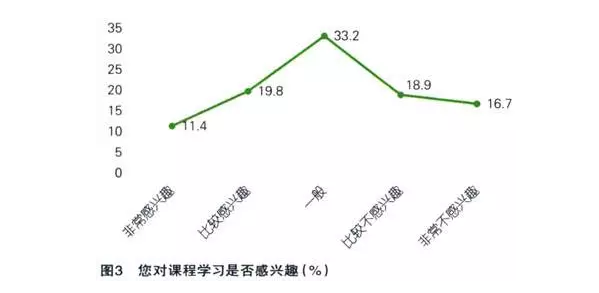 35
30
25
20
15
10
5
0
11.4
19.8
33.2
18.9
16.7
非常感兴趣
比较感兴趣
一般
比较不感兴趣
非常不感兴趣
图3 您对课程学习是否感兴趣(%)